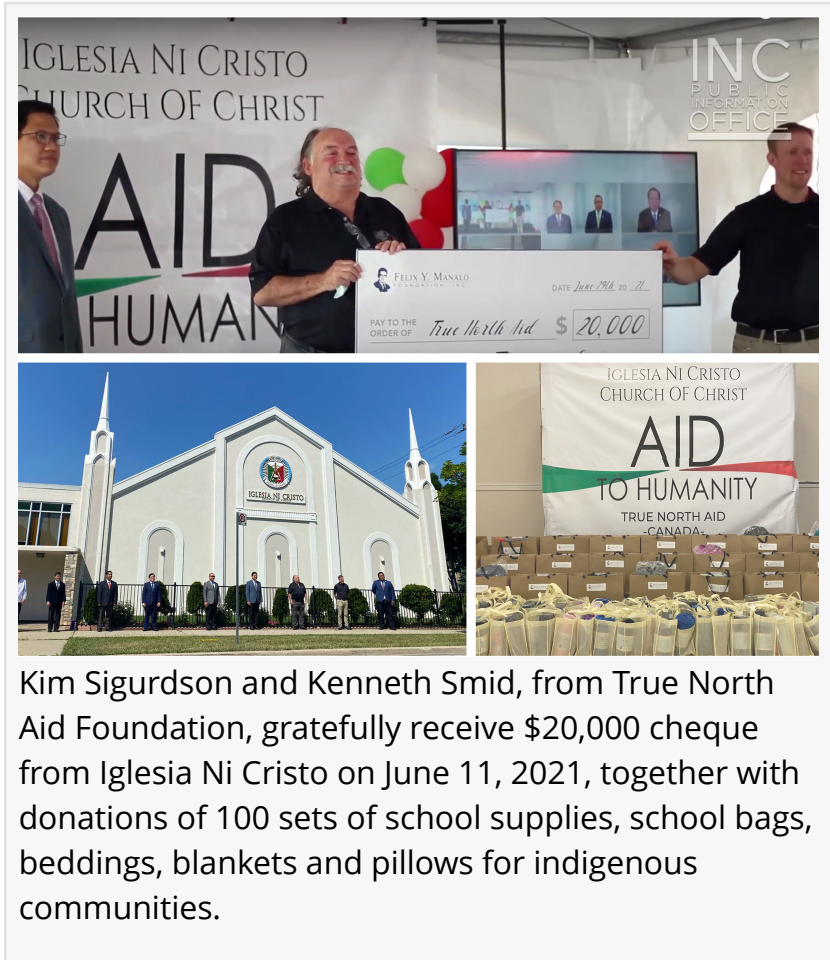 IGLESIA NI CRISTO
CHURCH OF CHRIST
AID
HUMAN
INC
PUBLIC
INFORMATION
OFFICE
FELIX Y. MANALO
FOUNDATION, INC
DATE June 29th 20 21
PAY TO THE
ORDER OF True North Aid $ 20,000
IGLESIA NI CRISTO
IGLESIA NI CRISTO
CHURCH OF CHRIST
AID
TO HUMANITY
TRUE NORTH AID
-CANADA-
Kim Sigurdson and Kenneth Smid, from True North
Aid Foundation, gratefully receive $20,000 cheque
from Iglesia Ni Cristo on June 11, 2021, together with
donations of 100 sets of school supplies, school bags,
beddings, blankets and pillows for indigenous
communities.